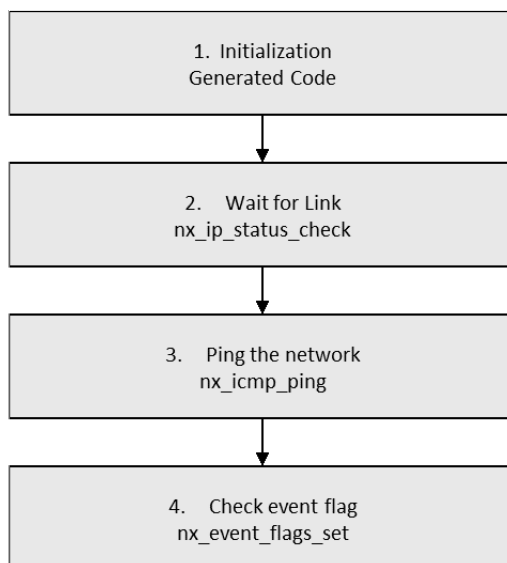 1. Initialization
Generated Code
2. Wait for Link
nx_ip_status_check
3. Ping the network
nx_icmp_ping
4. Check event flag
nx_event_flags_set